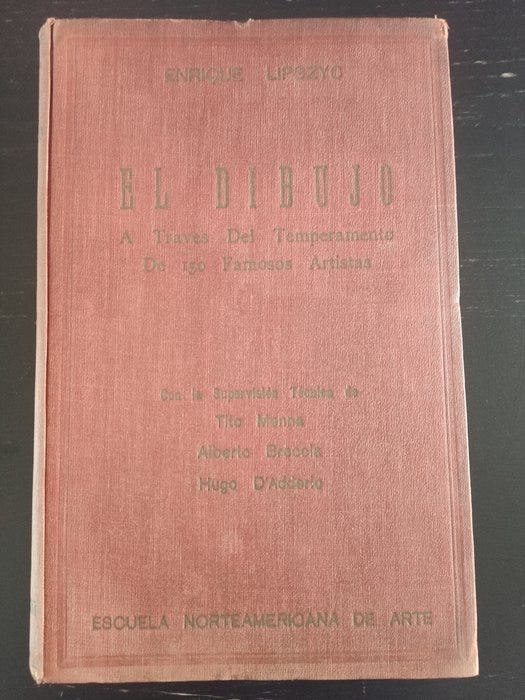 ENRIQUE LIPSZYC
EL DIBUJO
A Traves Del Temperamento
De 150 Famosos Artistas
Con la Supervisión Técnica de
Tito Menna
Alberto Breccia
Hugo D'Adderio
ESCUELA NORTEAMERICANA DE ARTE